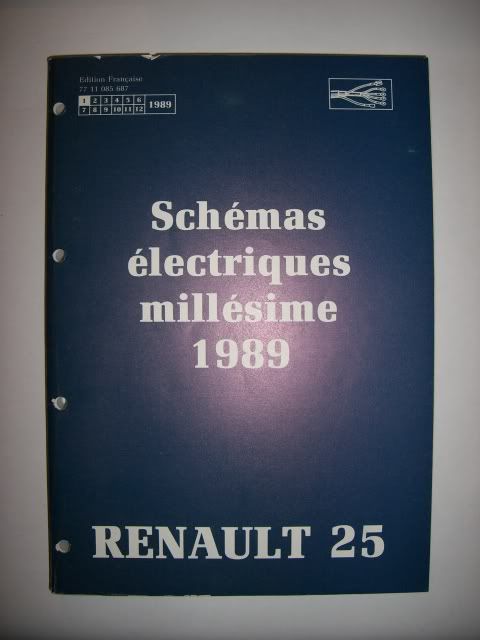 Edition Française
77 11 085 687
1 2 3 4 5 6 1989
7 8 9 10 11 12
Schémas
électriques
millésime
1989
RENAULT 25